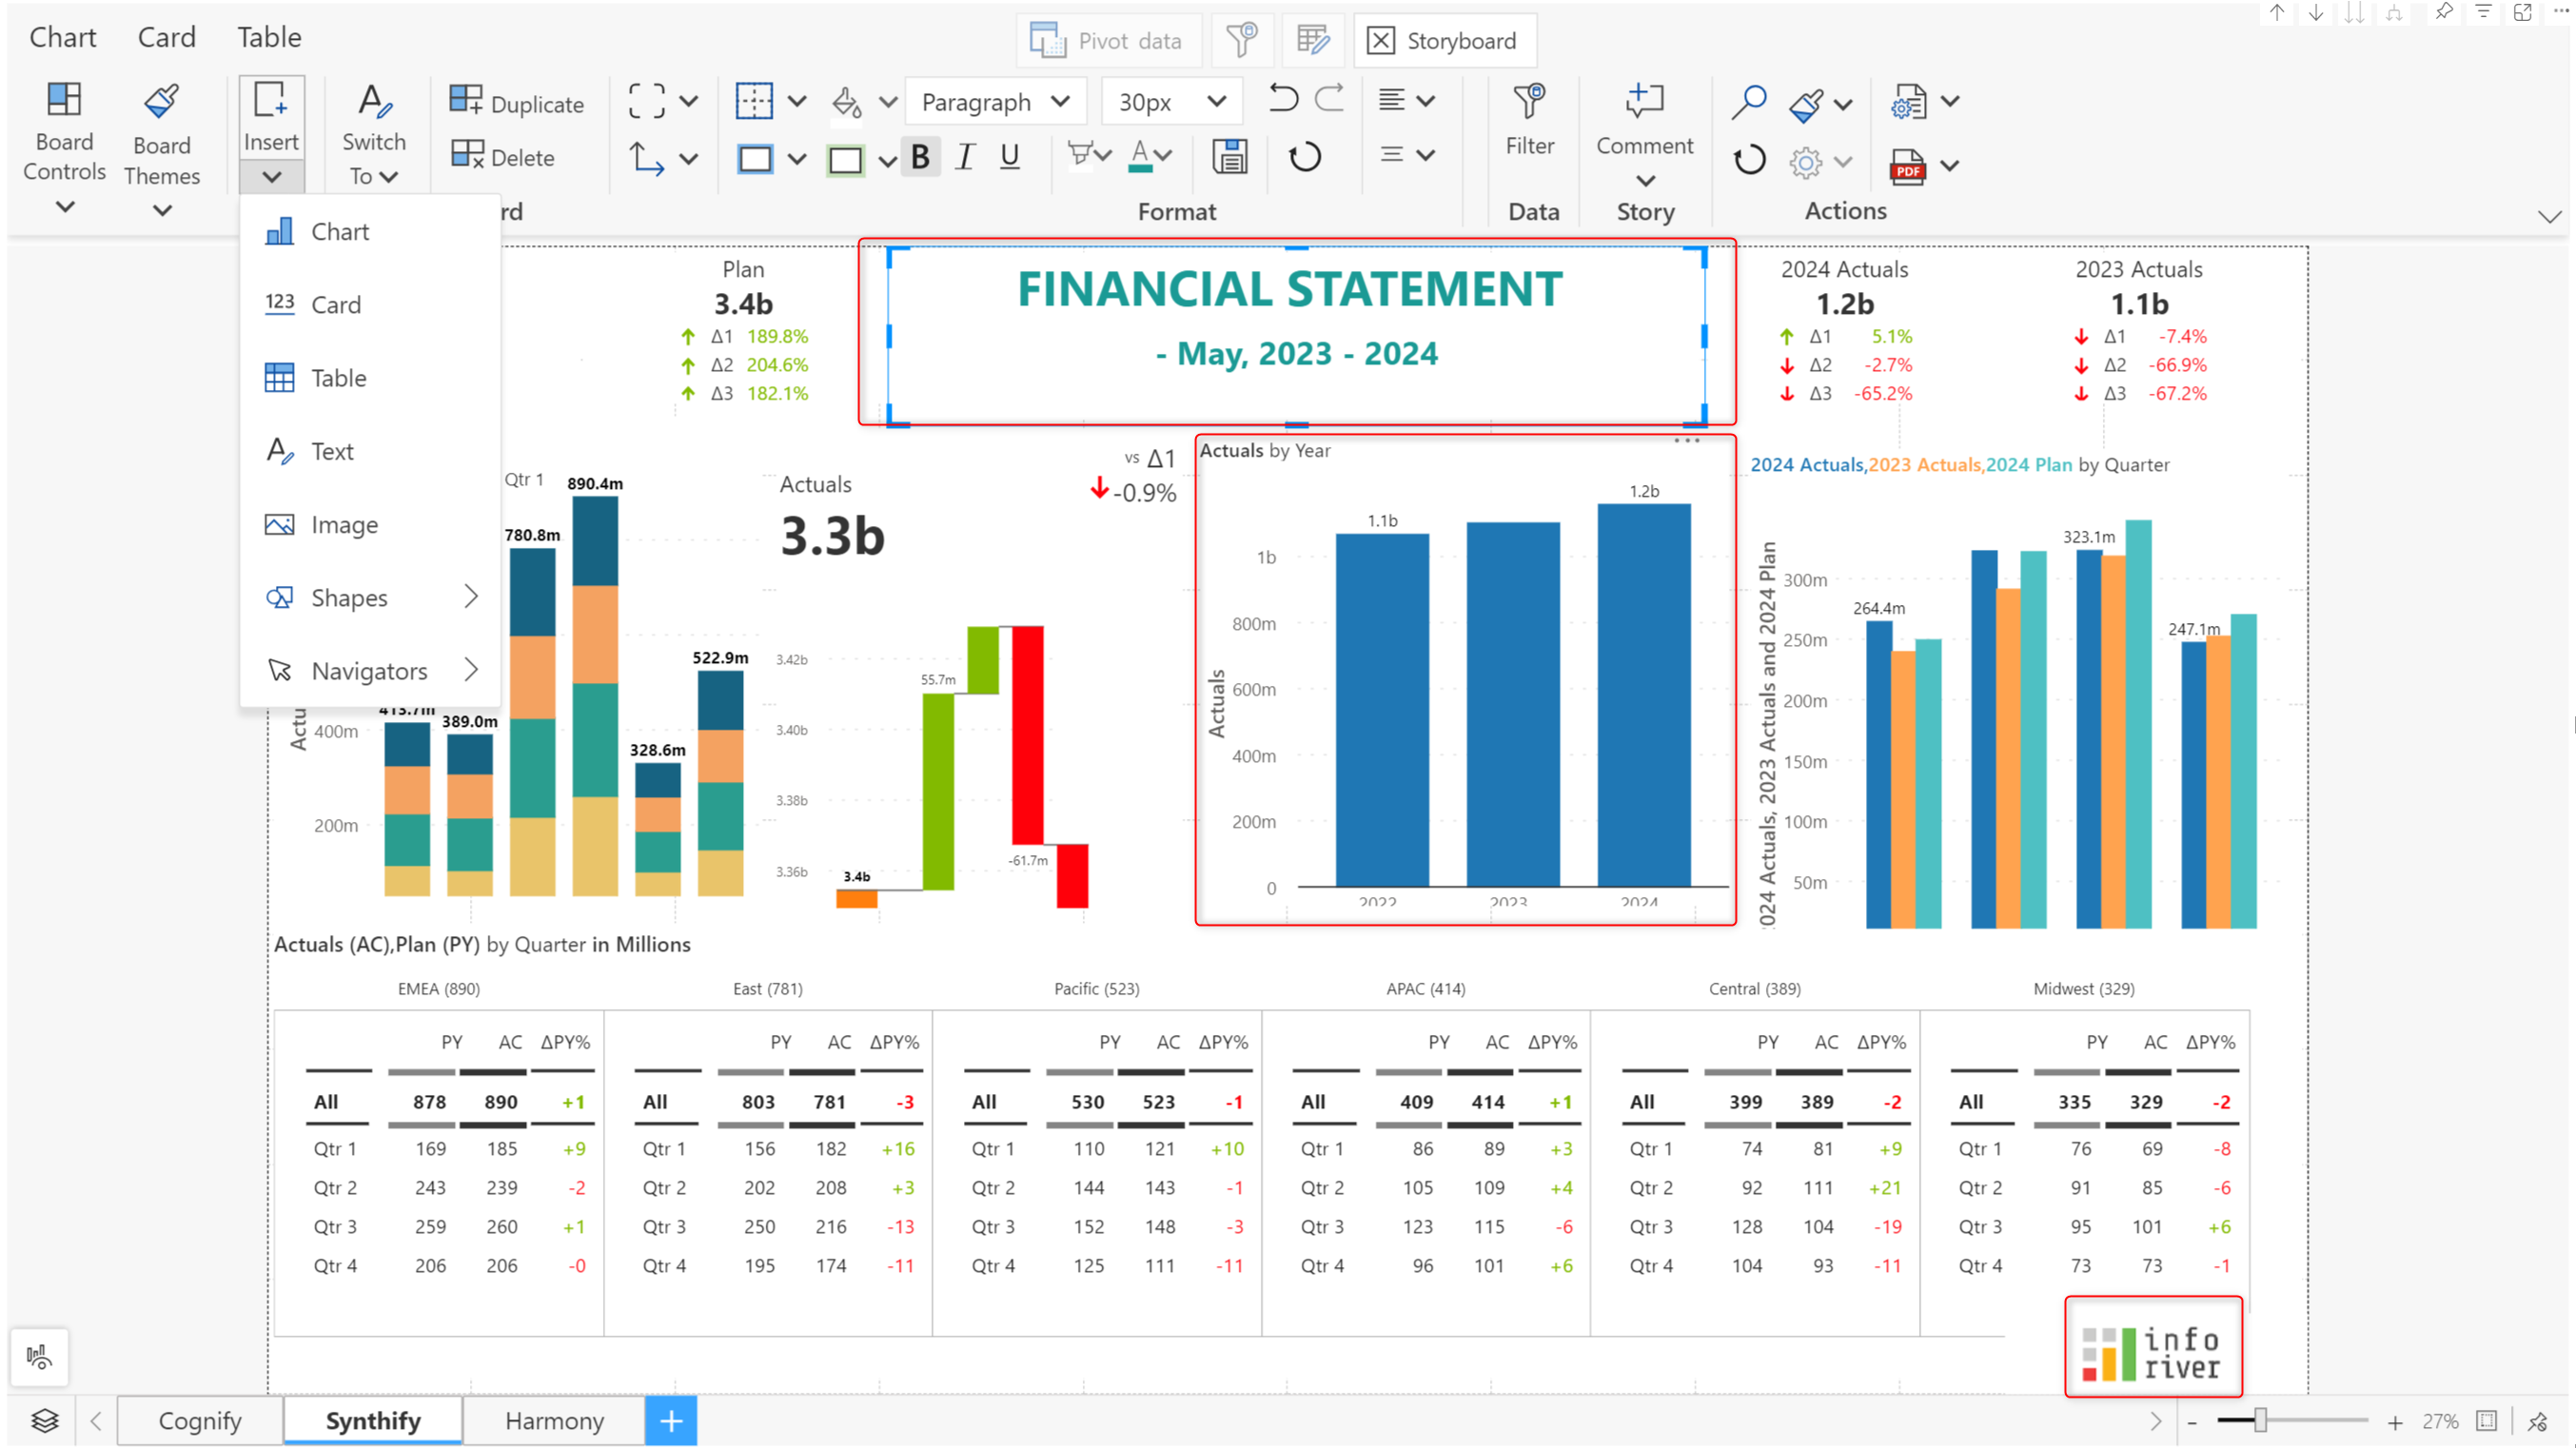 Chart Card Table
Pivot data
Storyboard
Board Controls
Board Themes
Insert
Switch To
Duplicate
Delete
Paragraph
30px
B I U
A
PDF
Filter
Comment
rd
Format
Data
Story
Actions
Chart
123 Card
Table
Text
Image
Shapes
Navigators
Plan
3.4b
Δ1 189.8%
Δ2 204.6%
Δ3 182.1%
FINANCIAL STATEMENT
- May, 2023 - 2024
2024 Actuals
1.2b
Δ1 5.1%
Δ2 -2.7%
Δ3 -65.2%
2023 Actuals
1.1b
Δ1 -7.4%
Δ2 -66.9%
Δ3 -67.2%
Qtr 1
890.4m
780.8m
522.9m
413.7m
389.0m
328.6m
Actu
400m
200m
Actuals
3.3b
vs Δ1
-0.9%
3.42b
3.40b
3.38b
3.36b
55.7m
3.4b
-61.7m
Actuals by Year
1.1b
1.2b
Actuals
1b
800m
600m
400m
200m
0
2022 2023 2024
2024 Actuals,2023 Actuals,2024 Plan by Quarter
024 Actuals, 2023 Actuals and 2024 Plan
300m
250m
200m
150m
100m
50m
264.4m
323.1m
247.1m
Actuals (AC),Plan (PY) by Quarter in Millions
EMEA (890) East (781) Pacific (523) APAC (414) Central (389) Midwest (329)
PY AC ΔPY% PY AC ΔPY% PY AC ΔPY% PY AC ΔPY% PY AC ΔPY% PY AC ΔPY%
All 878 890 +1 All 803 781 -3 All 530 523 -1 All 409 414 +1 All 399 389 -2 All 335 329 -2
Qtr 1 169 185 +9 Qtr 1 156 182 +16 Qtr 1 110 121 +10 Qtr 1 86 89 +3 Qtr 1 74 81 +9 Qtr 1 76 69 -8
Qtr 2 243 239 -2 Qtr 2 202 208 +3 Qtr 2 144 143 -1 Qtr 2 105 109 +4 Qtr 2 92 111 +21 Qtr 2 91 85 -6
Qtr 3 259 260 +1 Qtr 3 250 216 -13 Qtr 3 152 148 -3 Qtr 3 123 115 -6 Qtr 3 128 104 -19 Qtr 3 95 101 +6
Qtr 4 206 206 -0 Qtr 4 195 174 -11 Qtr 4 125 111 -11 Qtr 4 96 101 +6 Qtr 4 104 93 -11 Qtr 4 73 73 -1
info
river
Cognify Synthify Harmony +
- + 27%